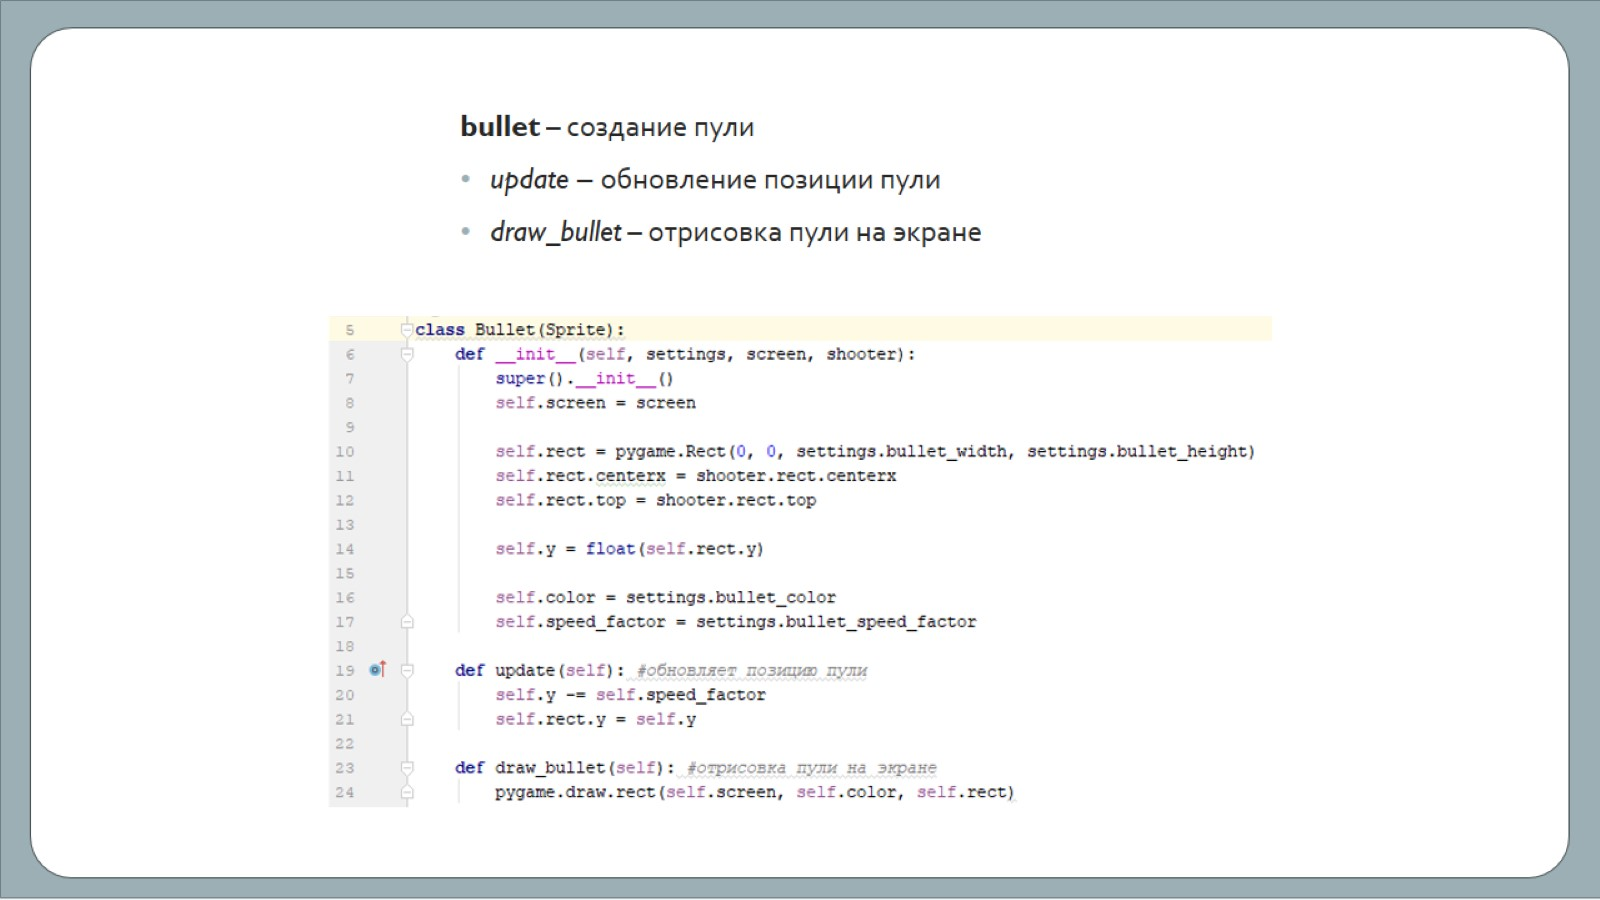 bullet – создание пули
• update – обновление позиции пули
• draw_bullet – отрисовка пули на экране
5 class Bullet(Sprite):
6 def __init__(self, settings, screen, shooter):
7 super().__init__()
8 self.screen = screen
9
10 self.rect = pygame.Rect(0, 0, settings.bullet_width, settings.bullet_height)
11 self.rect.centerx = shooter.rect.centerx
12 self.rect.top = shooter.rect.top
13
14 self.y = float(self.rect.y)
15
16 self.color = settings.bullet_color
17 self.speed_factor = settings.bullet_speed_factor
18
19 def update(self): #обновляет позицию пули
20 self.y -= self.speed_factor
21 self.rect.y = self.y
22
23 def draw_bullet(self): #отрисовка пули на экране
24 pygame.draw.rect(self.screen, self.color, self.rect)